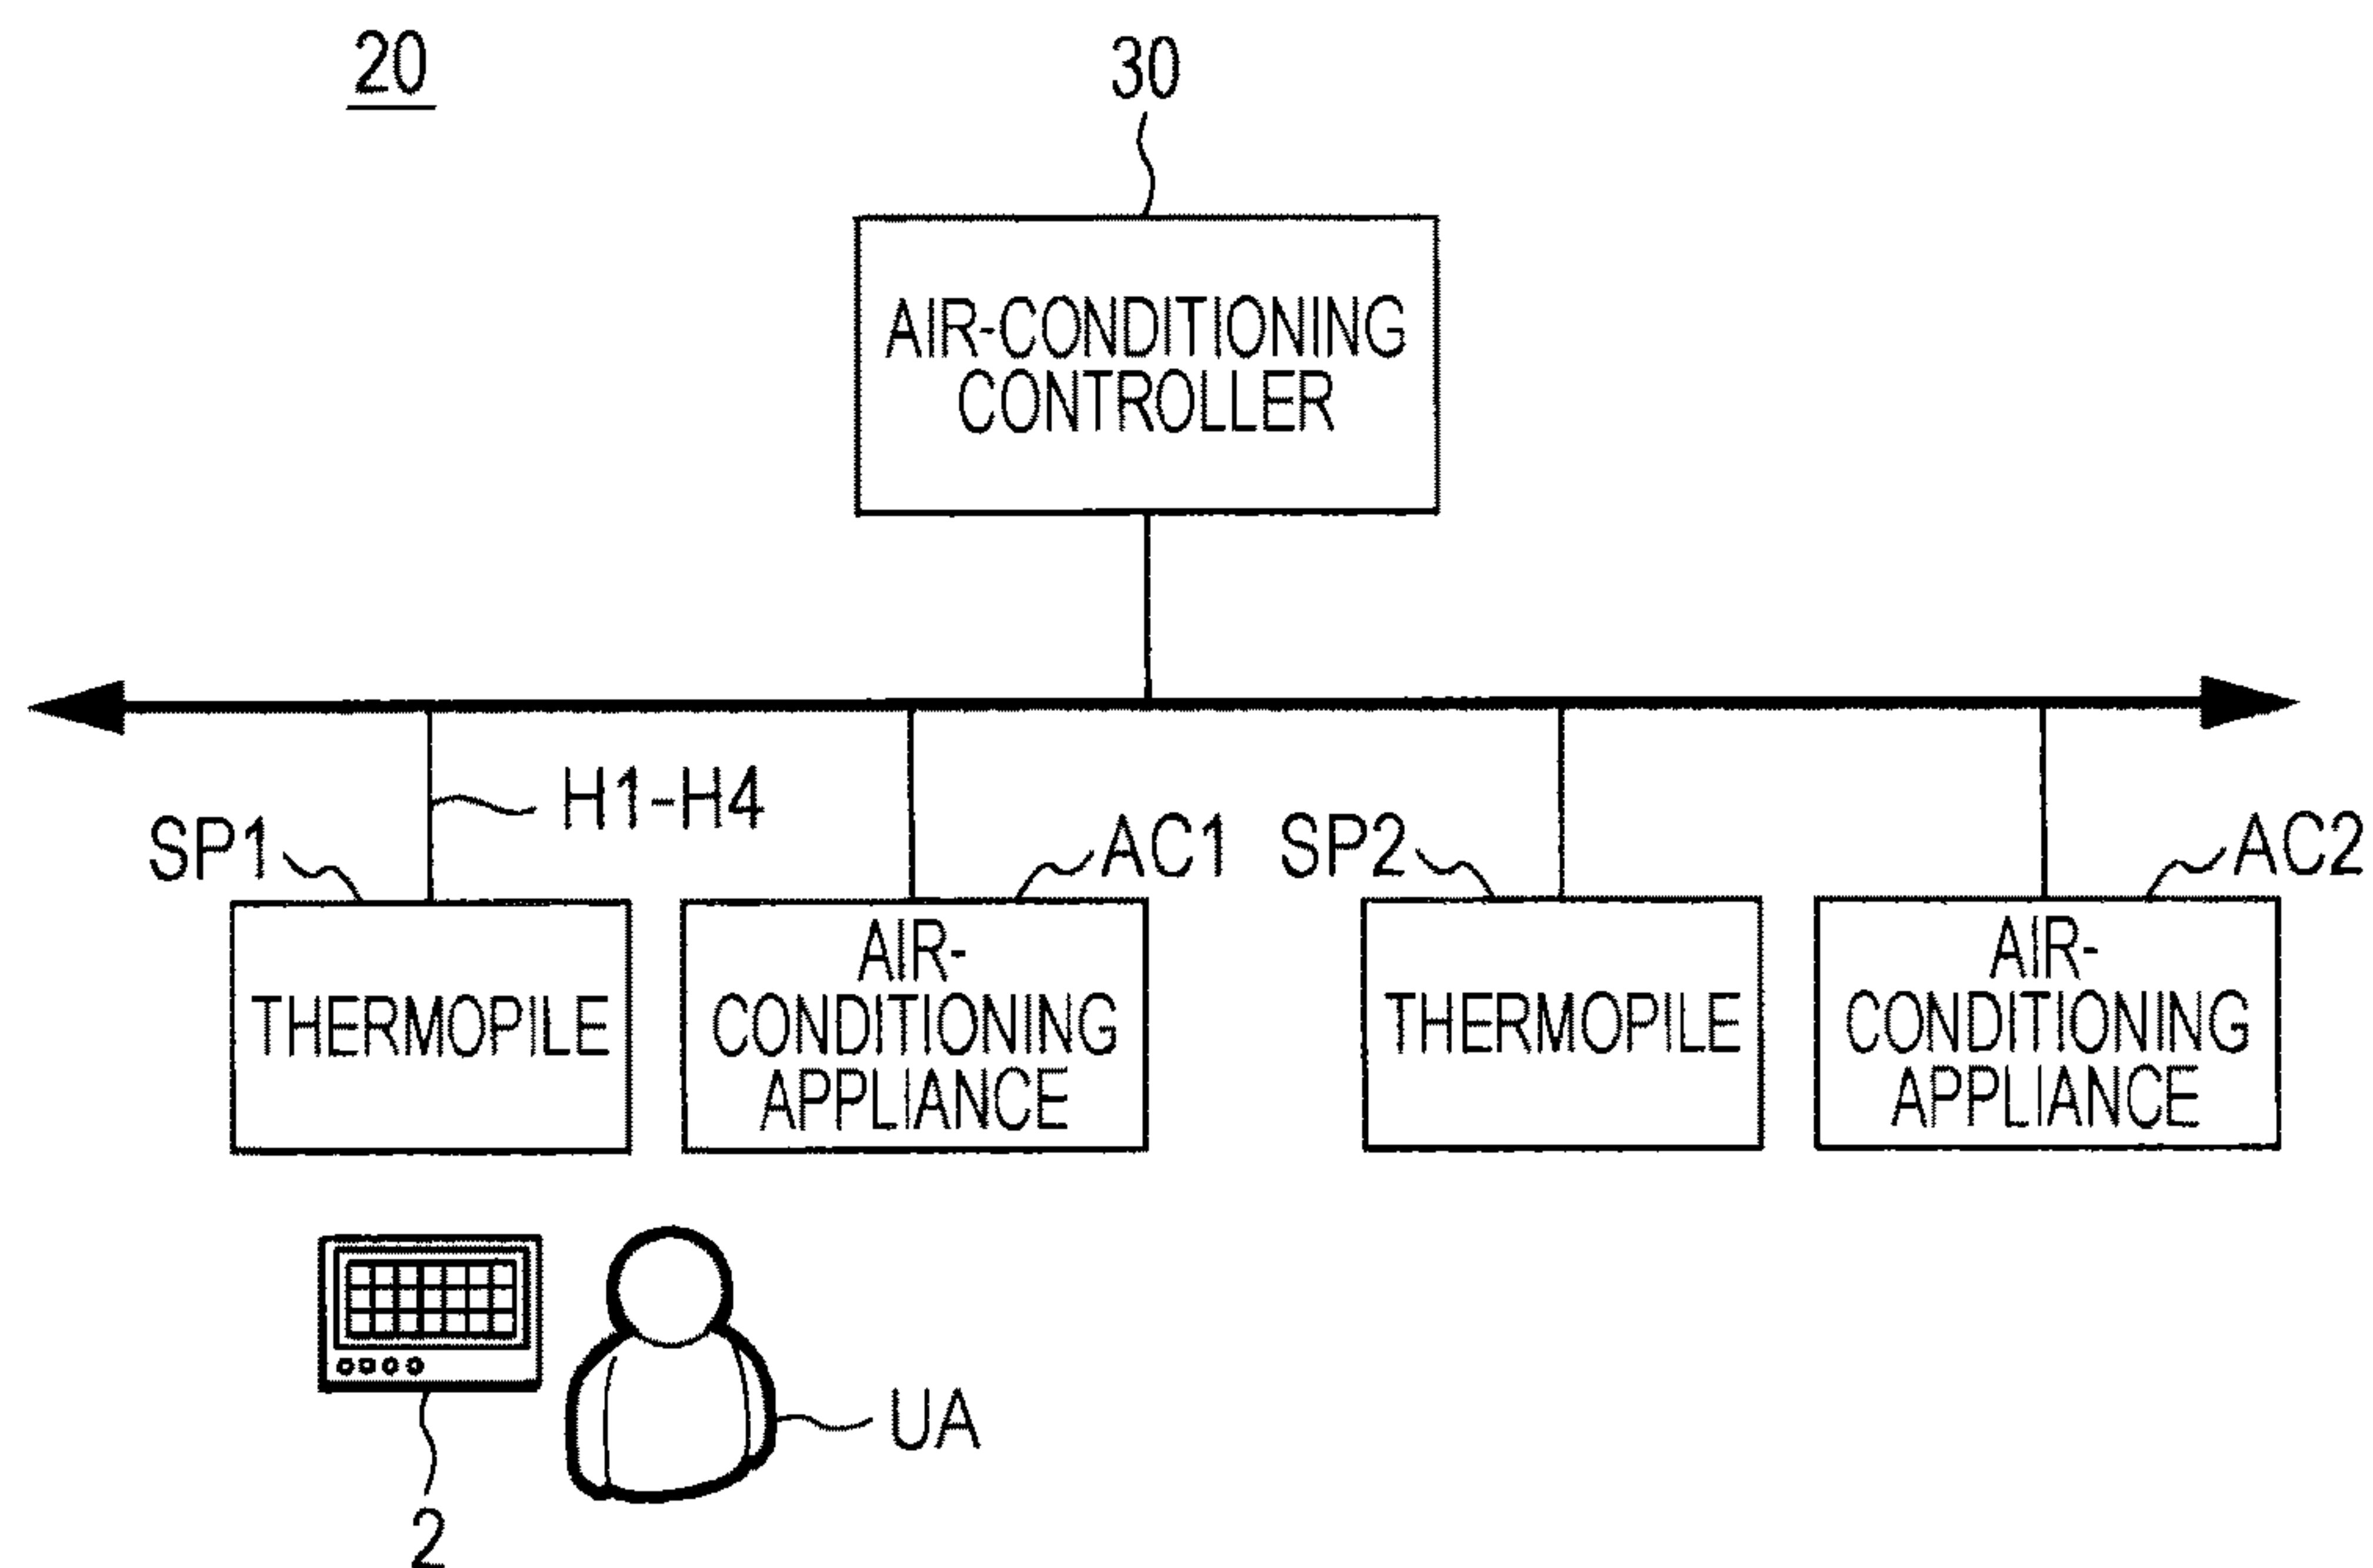 20
30
AIR-CONDITIONING
CONTROLLER
H1-H4
SP1
AC1
SP2
AC2
THERMOPILE
AIR-
CONDITIONING
APPLIANCE
THERMOPILE
AIR-
CONDITIONING
APPLIANCE
UA
2